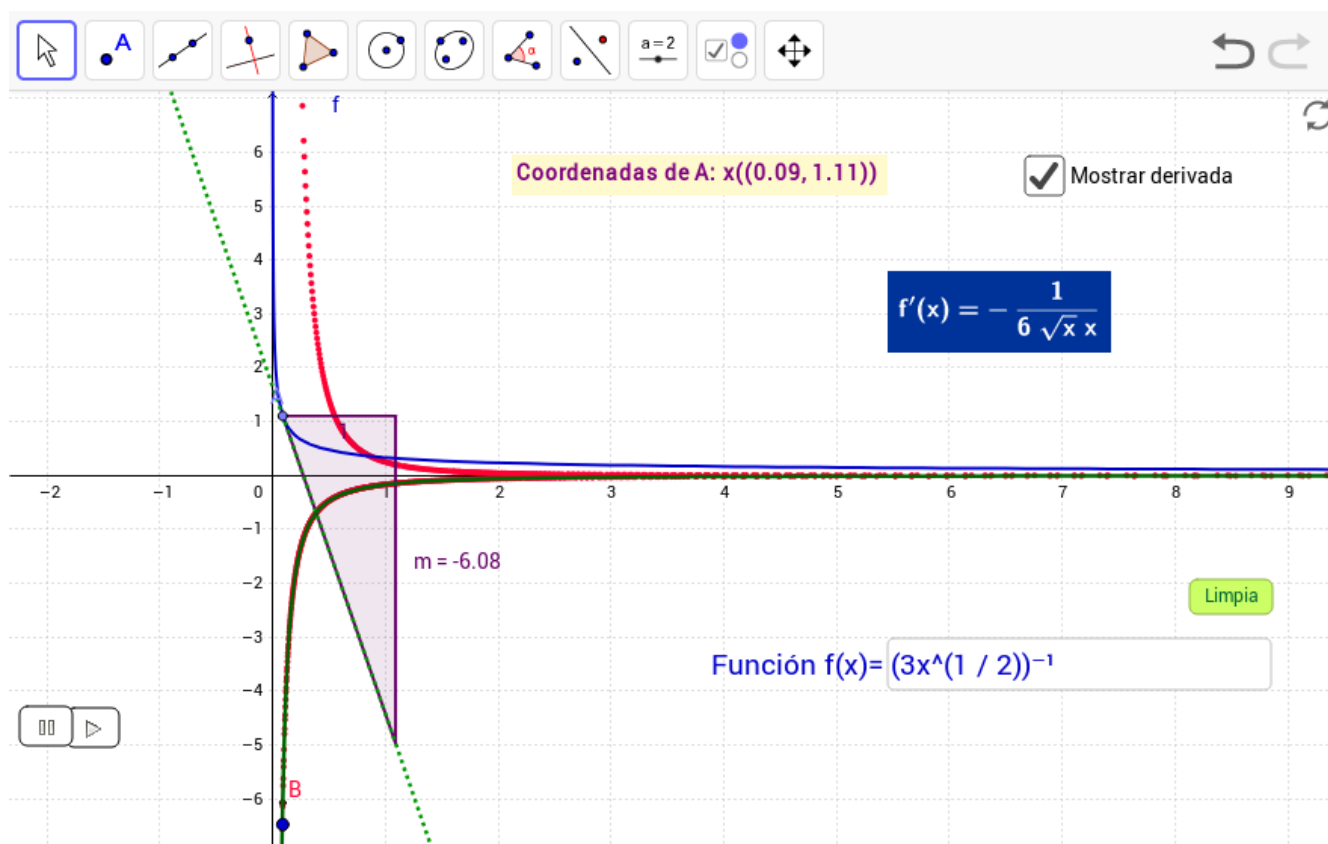 A
α
a = 2
f
Coordenadas de A: x((0.09, 1.11))
Mostrar derivada
f′(x) = − 1 / 6 √x x
6
5
4
3
2
1
1
−2 −1 0 1 2 3 4 5 6 7 8 9
−1
m = -6.08
−2
Limpia
−3
Función f(x)= (3x^(1 / 2))⁻¹
−4
−5
B
−6